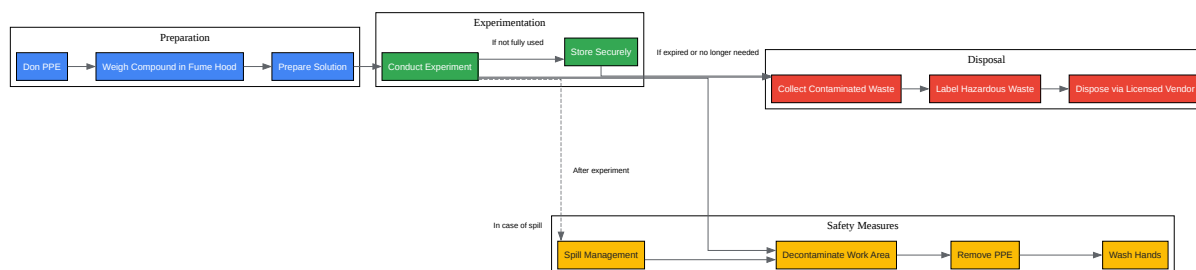 Preparation
Don PPE
Weigh Compound in Fume Hood
Prepare Solution
Experimentation
Conduct Experiment
If not fully used
Store Securely
If expired or no longer needed
Disposal
Collect Contaminated Waste
Label Hazardous Waste
Dispose via Licensed Vendor
After experiment
In case of spill
Safety Measures
Spill Management
Decontaminate Work Area
Remove PPE
Wash Hands